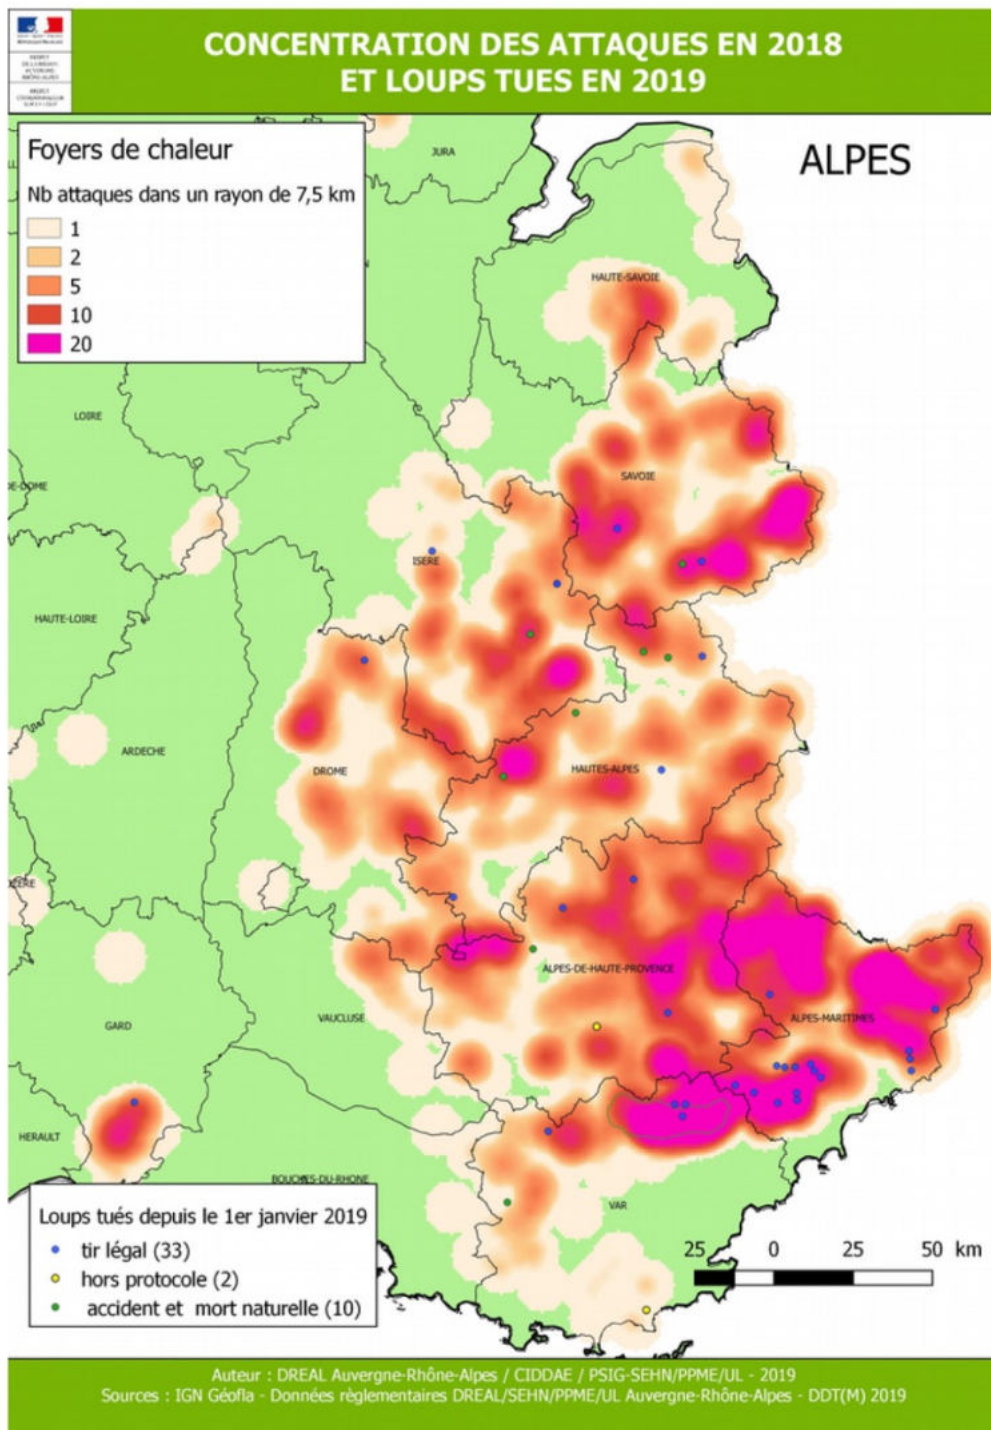 CONCENTRATION DES ATTAQUES EN 2018
ET LOUPS TUES EN 2019
ALPES
Foyers de chaleur
Nb attaques dans un rayon de 7,5 km
1
2
5
10
20
JURA
HAUTE-SAVOIE
LOIRE
DE-DOME
SAVOIE
ISERE
HAUTE-LOIRE
ARDECHE
DROME
HAUTES-ALPES
OZERE
ALPES-DE-HAUTE-PROVENCE
GARD
VAUCLUSE
ALPES-MARITIMES
HERAULT
BOUCHES-DU-RHONE
VAR
Loups tués depuis le 1er janvier 2019
tir légal (33)
hors protocole (2)
accident et mort naturelle (10)
25 0 25 50 km
Auteur : DREAL Auvergne-Rhône-Alpes / CIDDAE / PSIG-SEHN/PPME/UL - 2019
Sources : IGN Géofla - Données règlementaires DREAL/SEHN/PPME/UL Auvergne-Rhône-Alpes - DDT(M) 2019